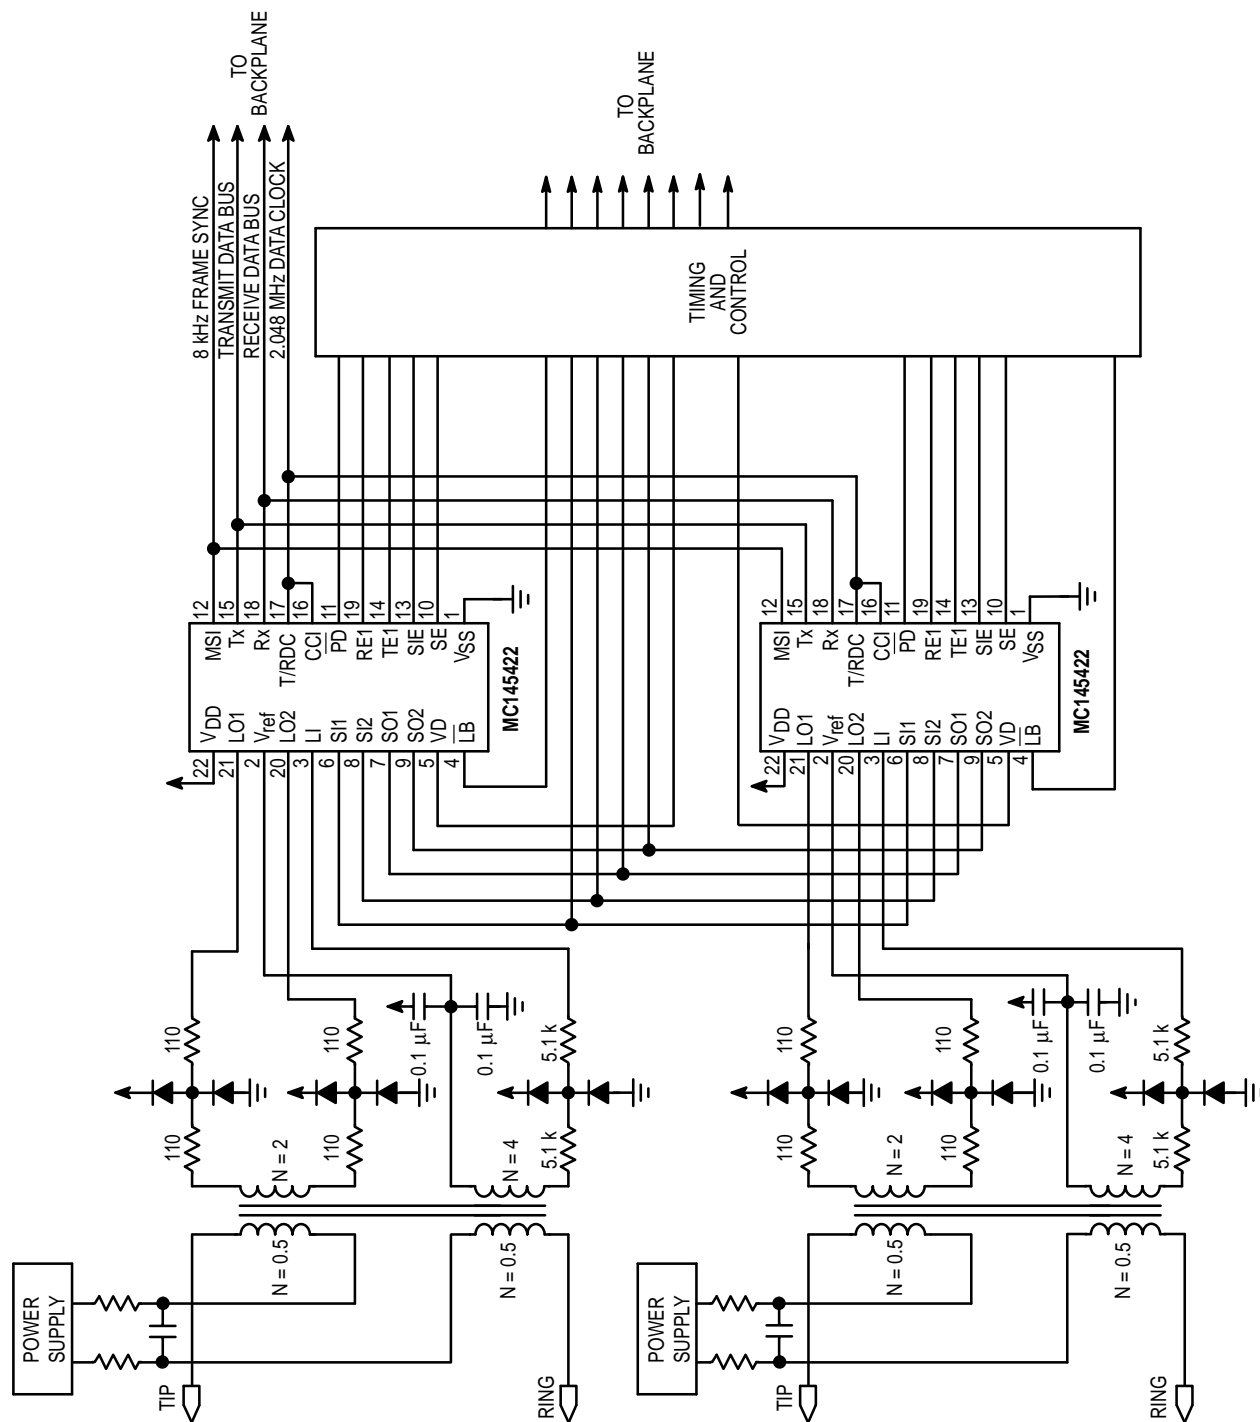 8 kHz FRAME SYNC
TRANSMIT DATA BUS
RECEIVE DATA BUS
2.048 MHz DATA CLOCK
TO
BACKPLANE
TO
BACKPLANE
TIMING
AND
CONTROL
12
15
18
17
16
11
19
14
13
10
1
MSI
Tx
Rx
T/RDC
CCI
PD
RE1
TE1
SIE
SE
VSS
VDD
LO1
Vref
LO2
LI
SI1
SI2
SO1
SO2
VD
LB
MC145422
22
21
2
20
3
6
8
7
9
5
4
12
15
18
17
16
11
19
14
13
10
1
MSI
Tx
Rx
T/RDC
CCI
PD
RE1
TE1
SIE
SE
VSS
VDD
LO1
Vref
LO2
LI
SI1
SI2
SO1
SO2
VD
LB
MC145422
22
21
2
20
3
6
8
7
9
5
4
110
110
0.1 µF
0.1 µF
5.1 k
110
N = 2
110
N = 4
5.1 k
N = 0.5
N = 0.5
POWER
SUPPLY
TIP
RING
110
110
0.1 µF
0.1 µF
5.1 k
110
N = 2
110
N = 4
5.1 k
N = 0.5
N = 0.5
POWER
SUPPLY
TIP
RING